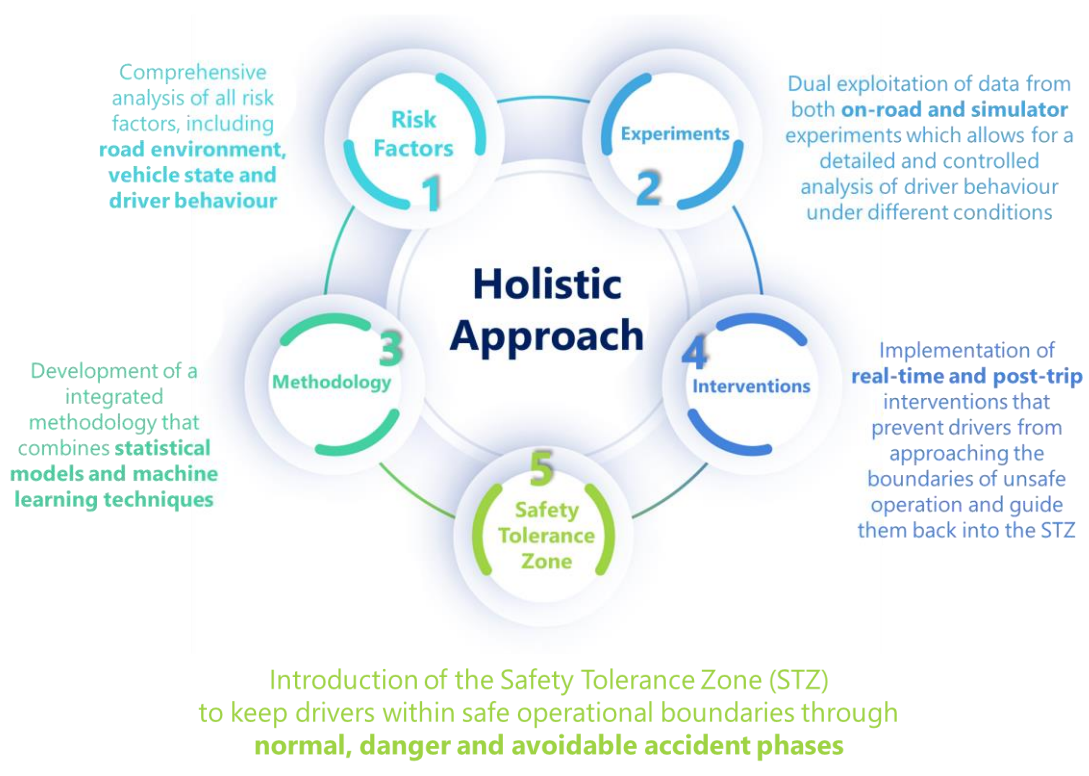 Comprehensive
analysis of all risk
factors, including
road environment,
vehicle state and
driver behaviour
Risk
Factors
1
Experiments
2
Dual exploitation of data from
both on-road and simulator
experiments which allows for a
detailed and controlled
analysis of driver behaviour
under different conditions
Holistic
Approach
3
Methodology
Development of a
integrated
methodology that
combines statistical
models and machine
learning techniques
4
Interventions
Implementation of
real-time and post-trip
interventions that
prevent drivers from
approaching the
boundaries of unsafe
operation and guide
them back into the STZ
5
Safety
Tolerance
Zone
Introduction of the Safety Tolerance Zone (STZ)
to keep drivers within safe operational boundaries through
normal, danger and avoidable accident phases